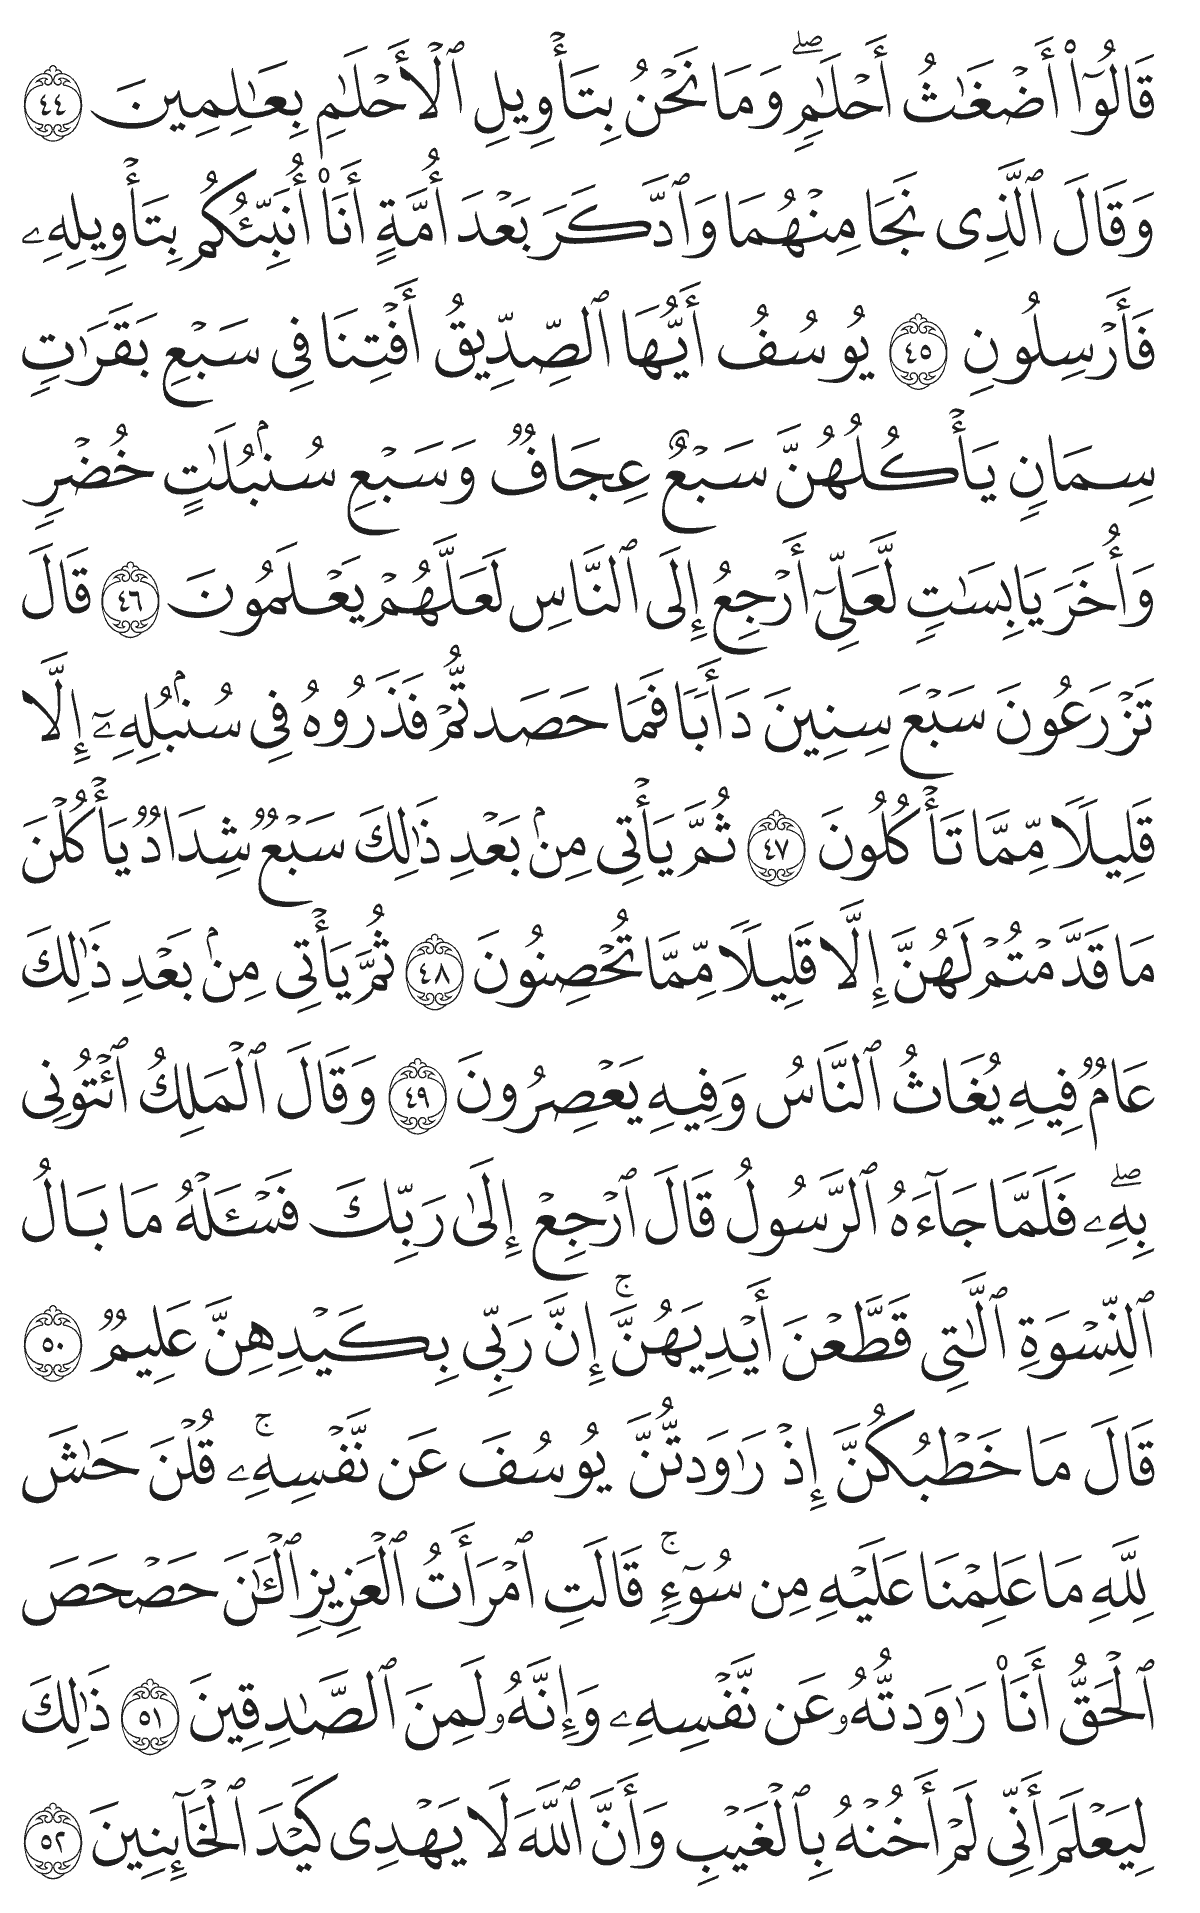 قَالُوٓا۟ أَضْغَٰثُ أَحْلَٰمٍۢ ۖ وَمَا نَحْنُ بِتَأْوِيلِ ٱلْأَحْلَٰمِ بِعَٰلِمِينَ ٤٤
وَقَالَ ٱلَّذِى نَجَا مِنْهُمَا وَٱدَّكَرَ بَعْدَ أُمَّةٍ أَنَا۠ أُنَبِّئُكُم بِتَأْوِيلِهِۦ
فَأَرْسِلُونِ ٤٥ يُوسُفُ أَيُّهَا ٱلصِّدِّيقُ أَفْتِنَا فِى سَبْعِ بَقَرَٰتٍۢ
سِمَانٍۢ يَأْكُلُهُنَّ سَبْعٌ عِجَافٌۭ وَسَبْعِ سُنۢبُلَٰتٍ خُضْرٍۢ
وَأُخَرَ يَابِسَٰتٍۢ لَّعَلِّىٓ أَرْجِعُ إِلَى ٱلنَّاسِ لَعَلَّهُمْ يَعْلَمُونَ ٤٦ قَالَ
تَزْرَعُونَ سَبْعَ سِنِينَ دَأَبًۭا فَمَا حَصَدتُّمْ فَذَرُوهُ فِى سُنۢبُلِهِۦٓ إِلَّا
قَلِيلًۭا مِّمَّا تَأْكُلُونَ ٤٧ ثُمَّ يَأْتِى مِنۢ بَعْدِ ذَٰلِكَ سَبْعٌۭ شِدَادٌۭ يَأْكُلْنَ
مَا قَدَّمْتُمْ لَهُنَّ إِلَّا قَلِيلًۭا مِّمَّا تُحْصِنُونَ ٤٨ ثُمَّ يَأْتِى مِنۢ بَعْدِ ذَٰلِكَ
عَامٌۭ فِيهِ يُغَاثُ ٱلنَّاسُ وَفِيهِ يَعْصِرُونَ ٤٩ وَقَالَ ٱلْمَلِكُ ٱئْتُونِى
بِهِۦ ۖ فَلَمَّا جَآءَهُ ٱلرَّسُولُ قَالَ ٱرْجِعْ إِلَىٰ رَبِّكَ فَسْـَٔلْهُ مَا بَالُ
ٱلنِّسْوَةِ ٱلَّٰتِى قَطَّعْنَ أَيْدِيَهُنَّ ۚ إِنَّ رَبِّى بِكَيْدِهِنَّ عَلِيمٌۭ ٥٠
قَالَ مَا خَطْبُكُنَّ إِذْ رَٰوَدتُّنَّ يُوسُفَ عَن نَّفْسِهِۦ ۚ قُلْنَ حَٰشَ
لِلَّهِ مَا عَلِمْنَا عَلَيْهِ مِن سُوٓءٍۢ ۚ قَالَتِ ٱمْرَأَتُ ٱلْعَزِيزِ ٱلْـَٰٔنَ حَصْحَصَ
ٱلْحَقُّ أَنَا۠ رَٰوَدتُّهُۥ عَن نَّفْسِهِۦ وَإِنَّهُۥ لَمِنَ ٱلصَّٰدِقِينَ ٥١ ذَٰلِكَ
لِيَعْلَمَ أَنِّى لَمْ أَخُنْهُ بِٱلْغَيْبِ وَأَنَّ ٱللَّهَ لَا يَهْدِى كَيْدَ ٱلْخَآئِنِينَ ٥٢